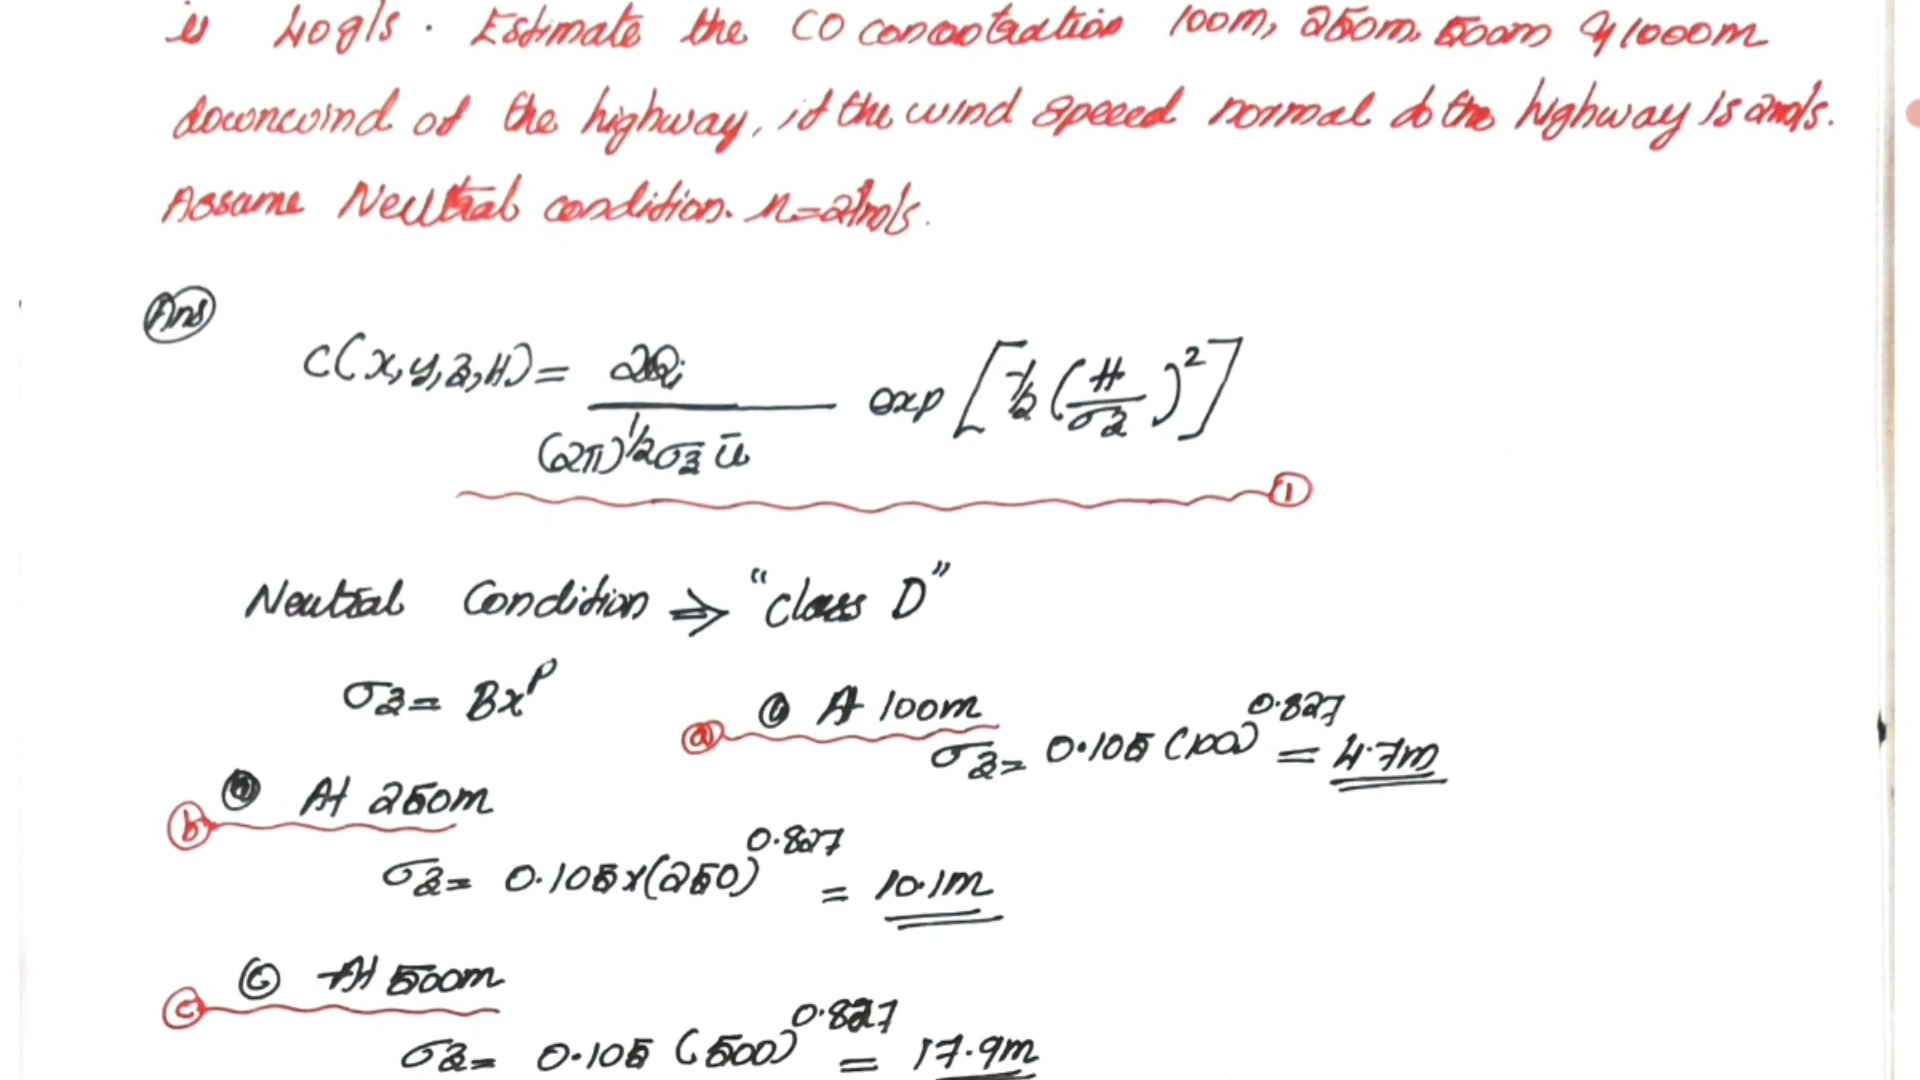 is 40g/s. Estimate the CO concentration 100m, 250m, 500m & 1000m
downwind of the highway, if the wind speed normal to the highway is 2m/s.
Assume Neutral condition. u=2m/s.
Ans
C(x,y,z,H) = 2Qi / (2π)^1/2 σz ū exp [-1/2 (H/σz)^2]
1
Neutral Condition ⇒ "class D"
σz = Bx^P
a At 100m
σz = 0.105 (100)^0.827 = 4.7m
b At 250m
σz = 0.105x(250)^0.827 = 10.1m
c At 500m
σz = 0.105 (500)^0.827 = 17.9m